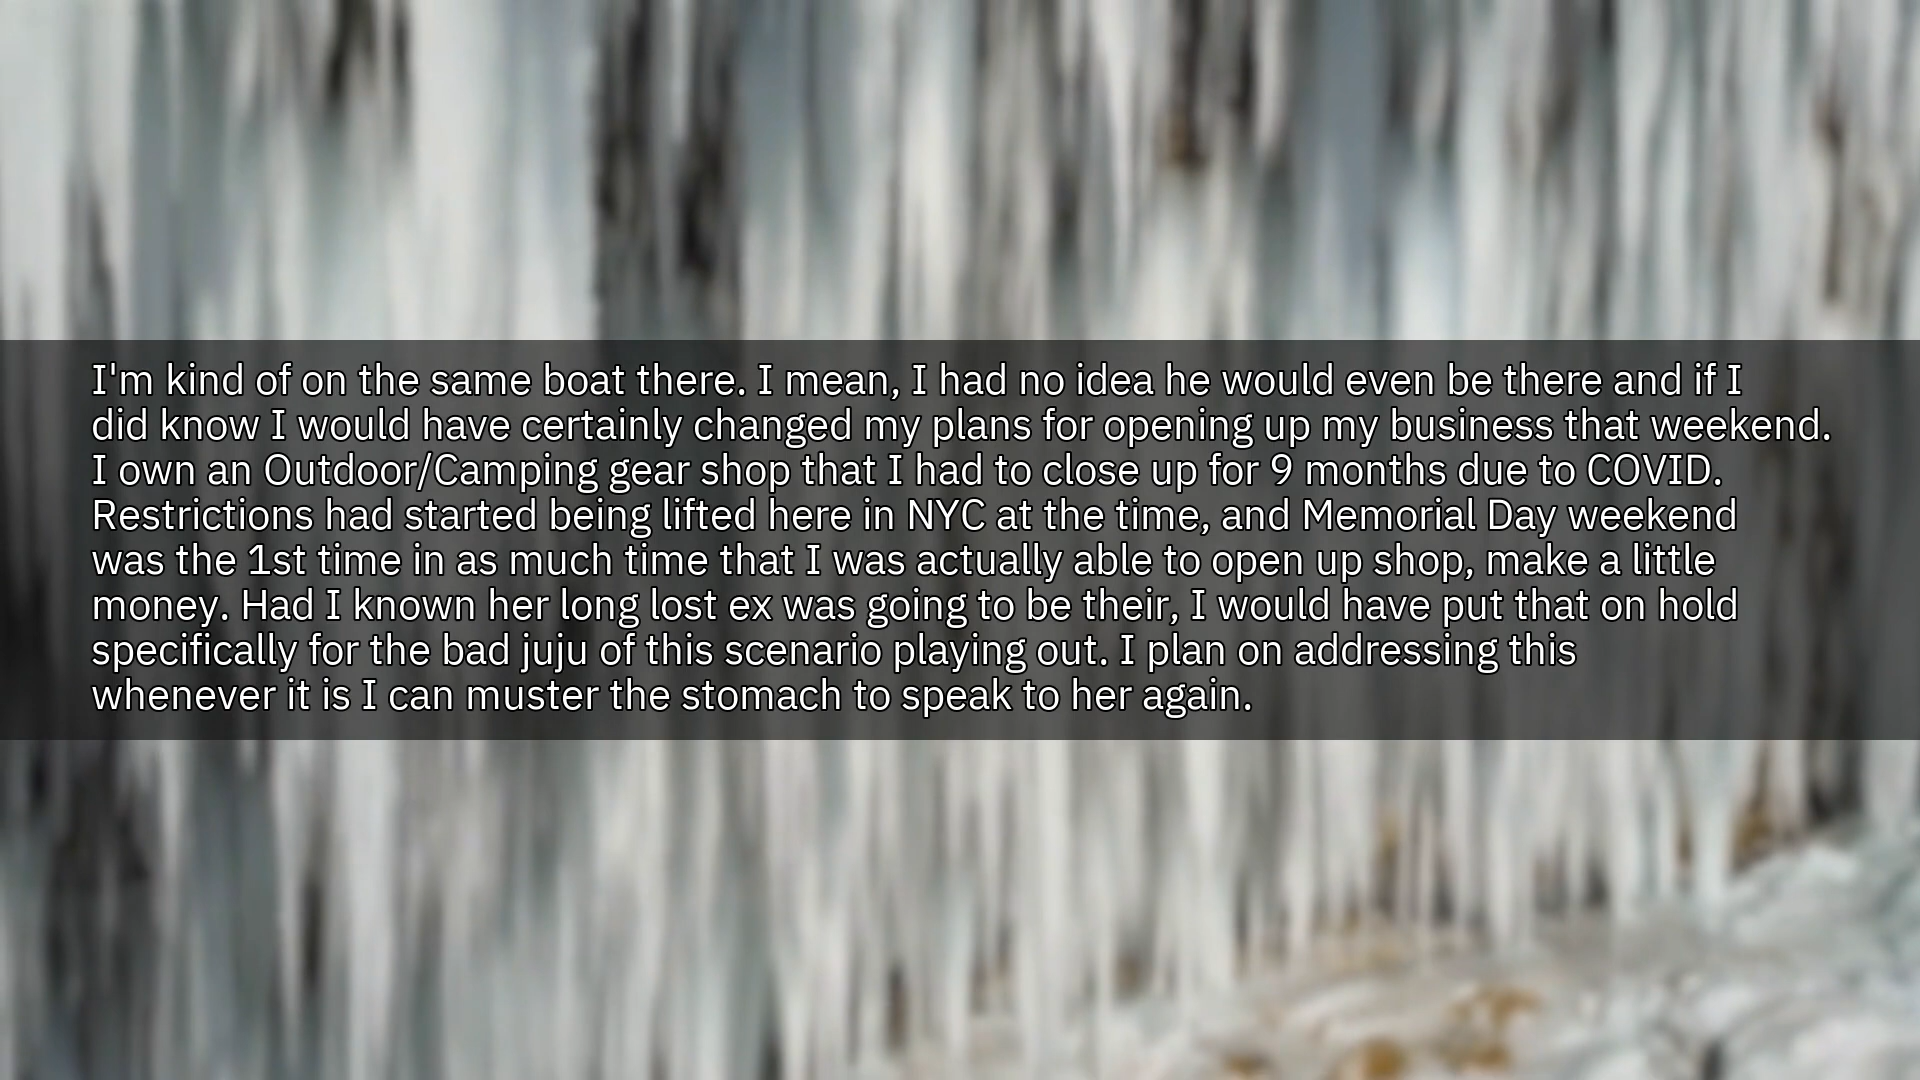 I'm kind of on the same boat there. I mean, I had no idea he would even be there and if I
did know I would have certainly changed my plans for opening up my business that weekend.
I own an Outdoor/Camping gear shop that I had to close up for 9 months due to COVID.
Restrictions had started being lifted here in NYC at the time, and Memorial Day weekend
was the 1st time in as much time that I was actually able to open up shop, make a little
money. Had I known her long lost ex was going to be their, I would have put that on hold
specifically for the bad juju of this scenario playing out. I plan on addressing this
whenever it is I can muster the stomach to speak to her again.